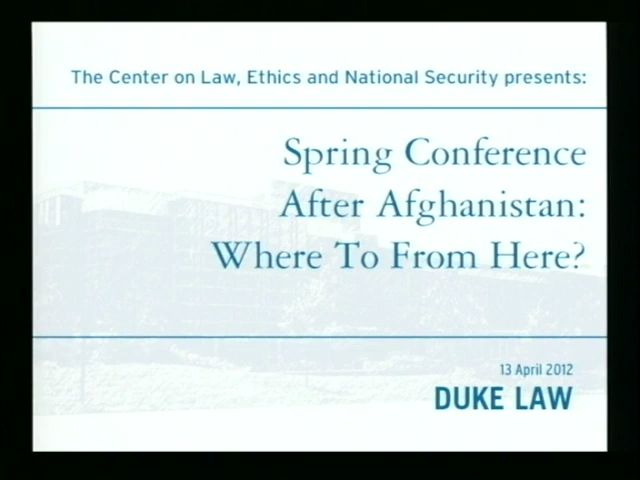 The Center on Law, Ethics and National Security presents:
Spring Conference
After Afghanistan:
Where To From Here?
13 April 2012
DUKE LAW